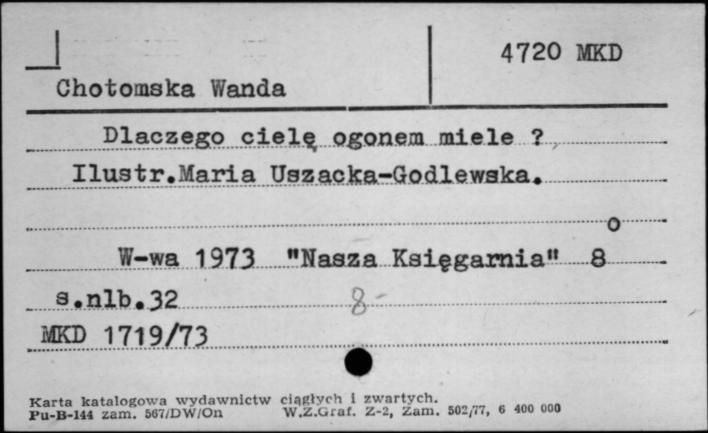 4720 MKD
Chotomska Wanda
Dlaczego cielę ogonem miele ?
Ilustr.Maria Uszacka-Godlewska.
W-wa 1973 "Nasza Księgarnia" 8o
s.nlb.32 8-
MKD 1719/73
Karta katalogowa wydawnictw ciągłych i zwartych.
Pu-B-144 zam. 567/DW/On W.Z.Graf. Z-2, Zam. 502/77, 6 400 000